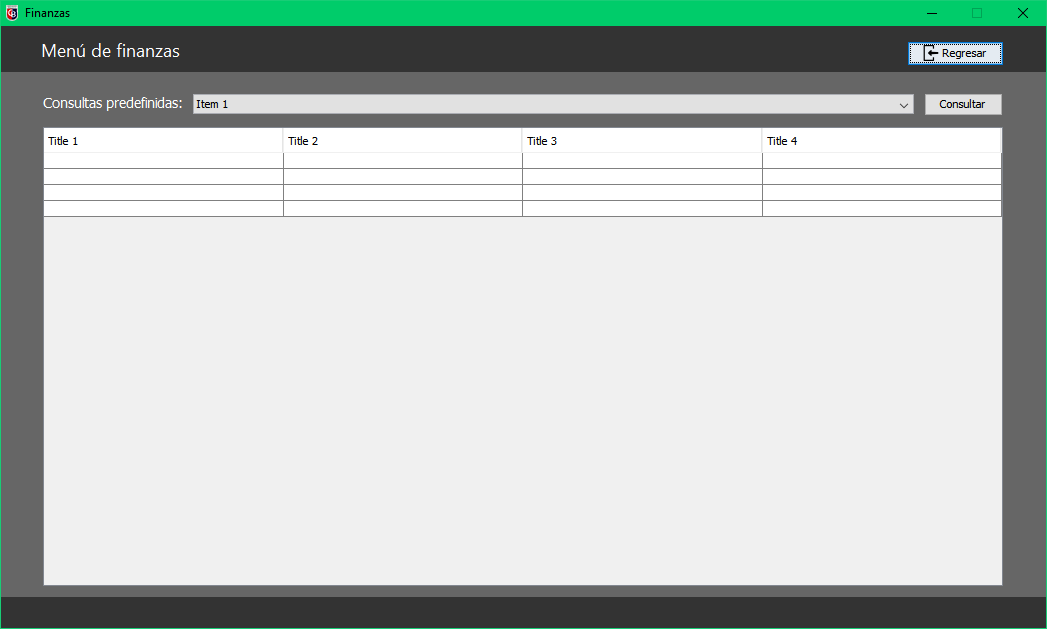 Finanzas
Menú de finanzas
Regresar
Consultas predefinidas: Item 1 Consultar
Title 1 Title 2 Title 3 Title 4